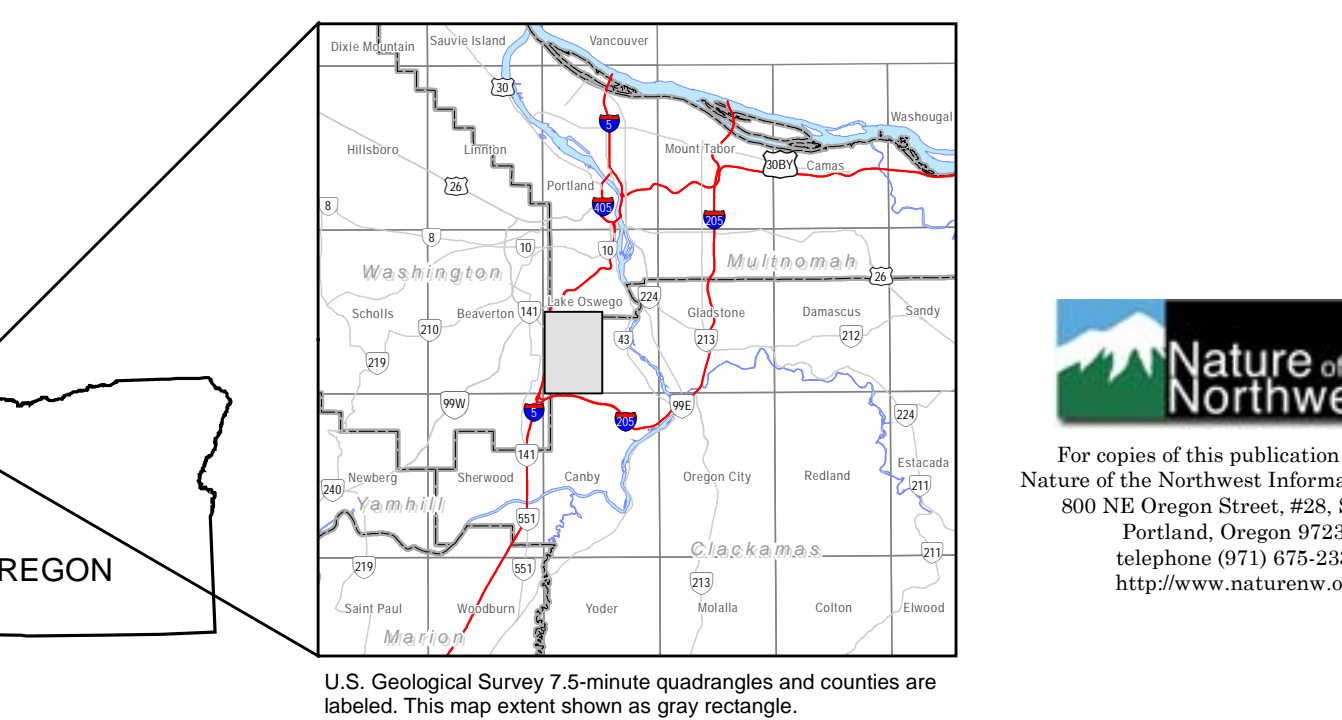 Dixie Mountain
Sauvie Island
Vancouver
30
5
Washougal
Hillsboro
Linnton
Mount Tabor
30BY
Camas
26
Portland
8
405
205
8
10
10
Washington
Multnomah
26
Lake Oswego
224
Scholls
Beaverton
141
Gladstone
Damascus
Sandy
210
43
213
212
219
99W
5
205
99E
224
141
Newberg
Sherwood
Canby
Oregon City
Redland
Estacada
240
211
Yamhill
551
Clackamas
211
219
551
213
Saint Paul
Woodburn
Yoder
Molalla
Colton
Elwood
Marion
REGON
U.S. Geological Survey 7.5-minute quadrangles and counties are
labeled. This map extent shown as gray rectangle.
Nature of
Northwe
For copies of this publication
Nature of the Northwest Informa
800 NE Oregon Street, #28, S
Portland, Oregon 9723
telephone (971) 675-233
http://www.naturenw.o